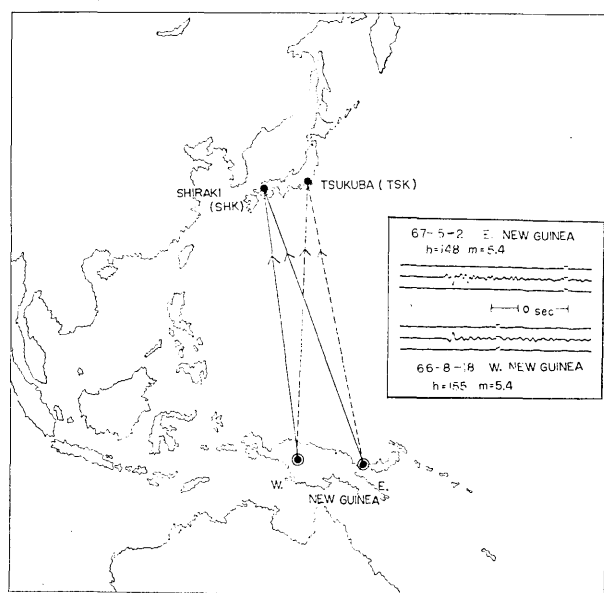 SHIRAKI
(SHK)
TSUKUBA (TSK)
67-5-2 E. NEW GUINEA
h=148 m=5.4
10 sec
66-8-18 W. NEW GUINEA
h=155 m=5.4
W.
E.
NEW GUINEA